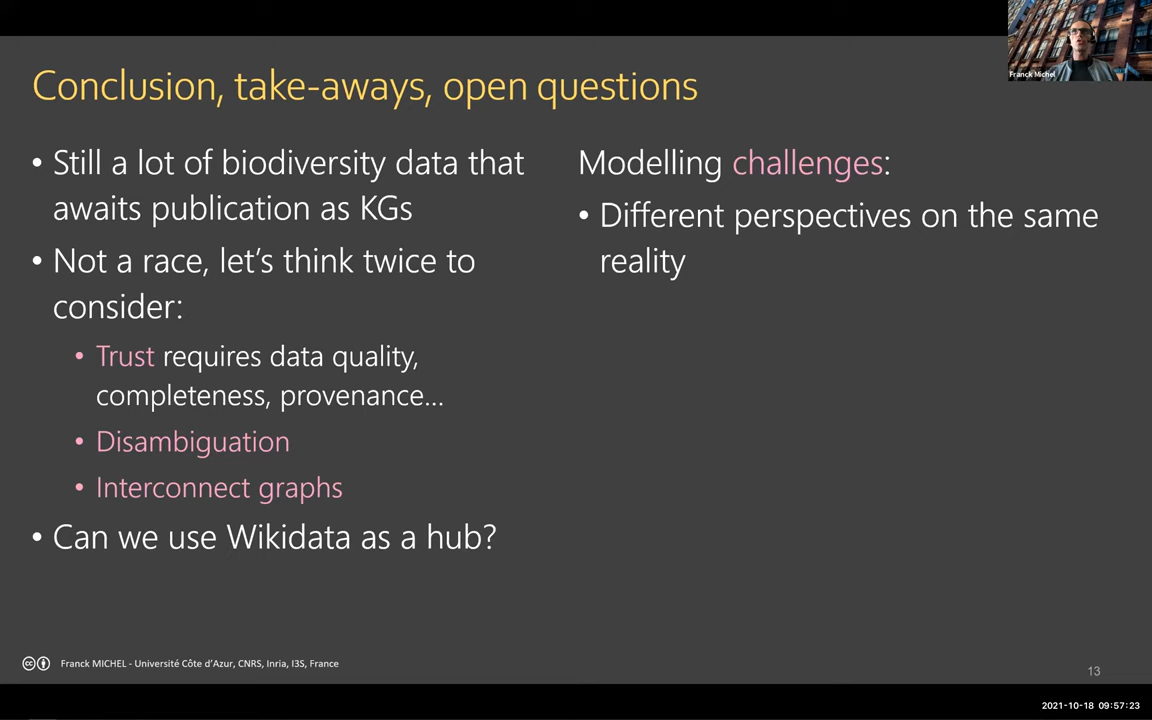 Franck Michel
Conclusion, take-aways, open questions
• Still a lot of biodiversity data that
awaits publication as KGs
• Not a race, let's think twice to
consider:
• Trust requires data quality,
completeness, provenance...
• Disambiguation
• Interconnect graphs
• Can we use Wikidata as a hub?
Modelling challenges:
• Different perspectives on the same
reality
cc Franck MICHEL - Université Côte d'Azur, CNRS, Inria, I3S, France
13
2021-10-18 09:57:23